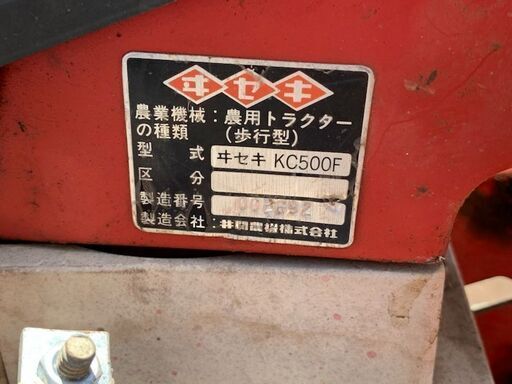 ヰセキ
農業機械の種類:農用トラクター(歩行型)
型式 ヰセキ KC500F
区分
製造番号
製造会社:井関農機株式会社